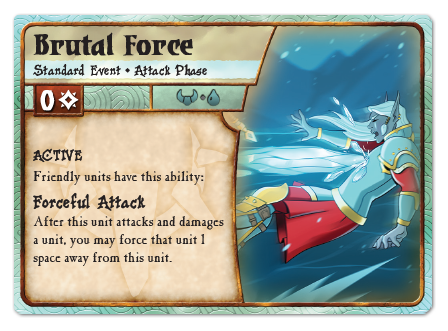 Brutal Force
Standard Event • Attack Phase
0
ACTIVE
Friendly units have this ability:
Forceful Attack
After this unit attacks and damages
a unit, you may force that unit 1
space away from this unit.